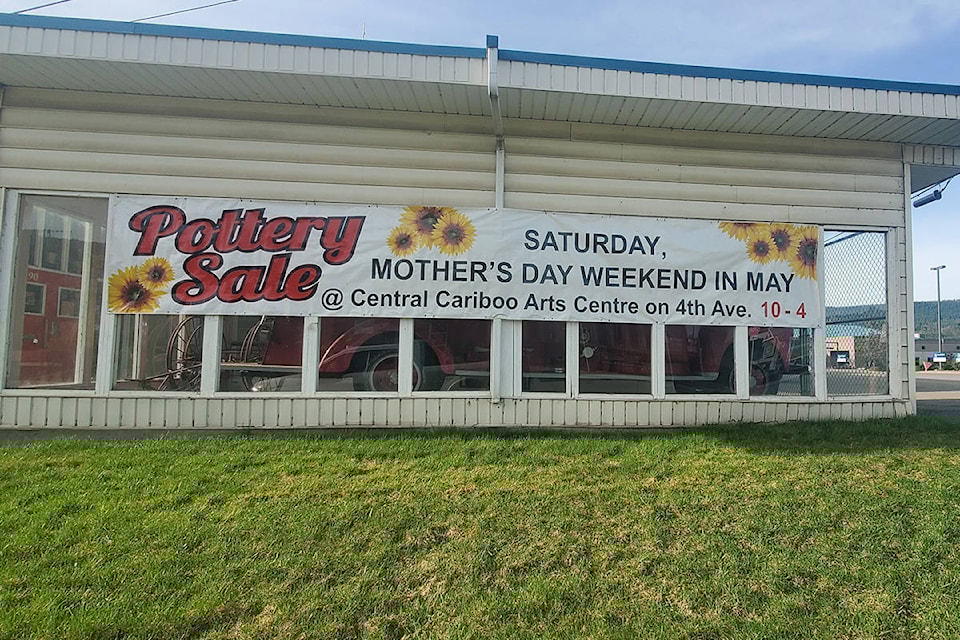 Pottery
Sale
SATURDAY,
MOTHER'S DAY WEEKEND IN MAY
@ Central Cariboo Arts Centre on 4th Ave. 10 - 4